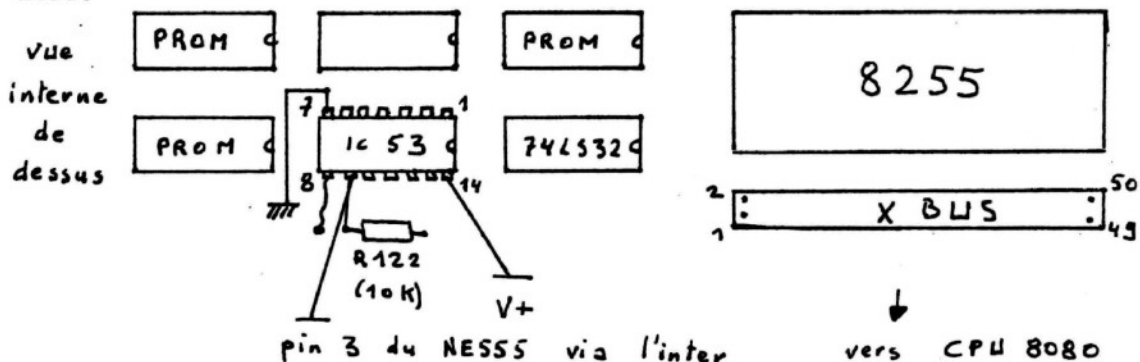 vue
interne
de
dessus
PROM
PROM
8255
7
1
PROM
IC 53
74LS32
8
14
2
50
X BUS
1
49
R122
(10K)
V+
pin 3 du NE555 via l'inter
vers CPU 8080